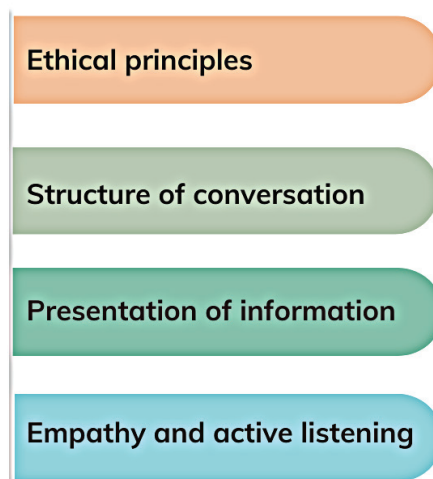 Ethical principles
Structure of conversation
Presentation of information
Empathy and active listening